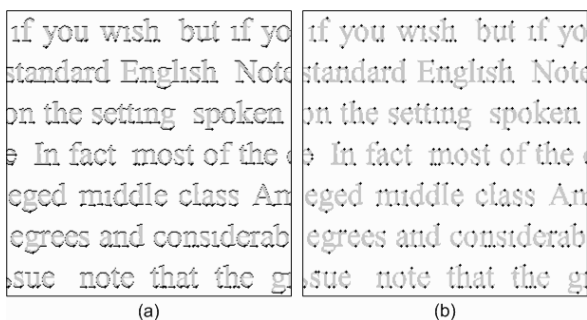 if you wish but if yo
standard English Note
on the setting spoken
e In fact most of the
eged middle class Am
egrees and considerab
sue note that the gr
(a)
if you wish but if yo
standard English Note
on the setting spoken
e In fact most of the
eged middle class Am
egrees and considerab
sue note that the gr
(b)